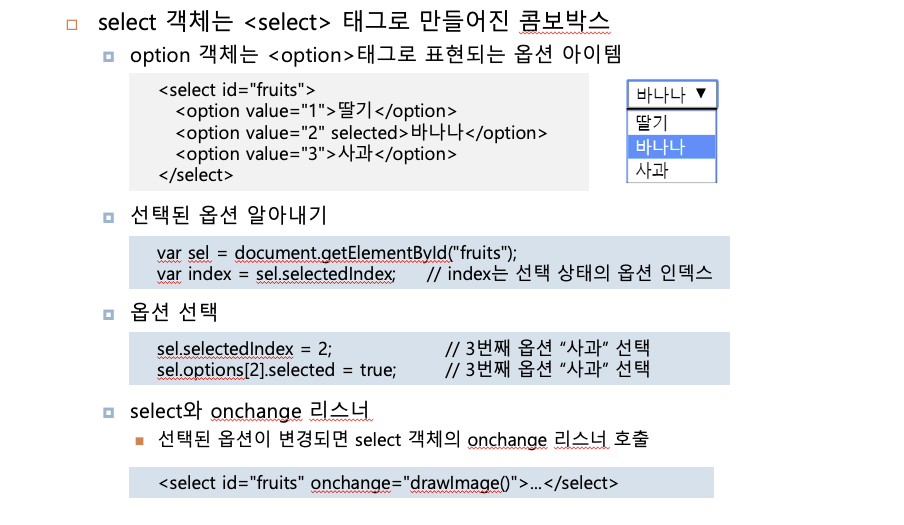 select 객체는 <select> 태그로 만들어진 콤보박스
option 객체는 <option>태그로 표현되는 옵션 아이템
<select id="fruits">
<option value="1">딸기</option>
<option value="2" selected>바나나</option>
<option value="3">사과</option>
</select>
바나나 ▼
딸기
바나나
사과
선택된 옵션 알아내기
var sel = document.getElementById("fruits");
var index = sel.selectedIndex; // index는 선택 상태의 옵션 인덱스
옵션 선택
sel.selectedIndex = 2; // 3번째 옵션 “사과” 선택
sel.options[2].selected = true; // 3번째 옵션 “사과” 선택
select와 onchange 리스너
선택된 옵션이 변경되면 select 객체의 onchange 리스너 호출
<select id="fruits" onchange="drawImage()">...</select>